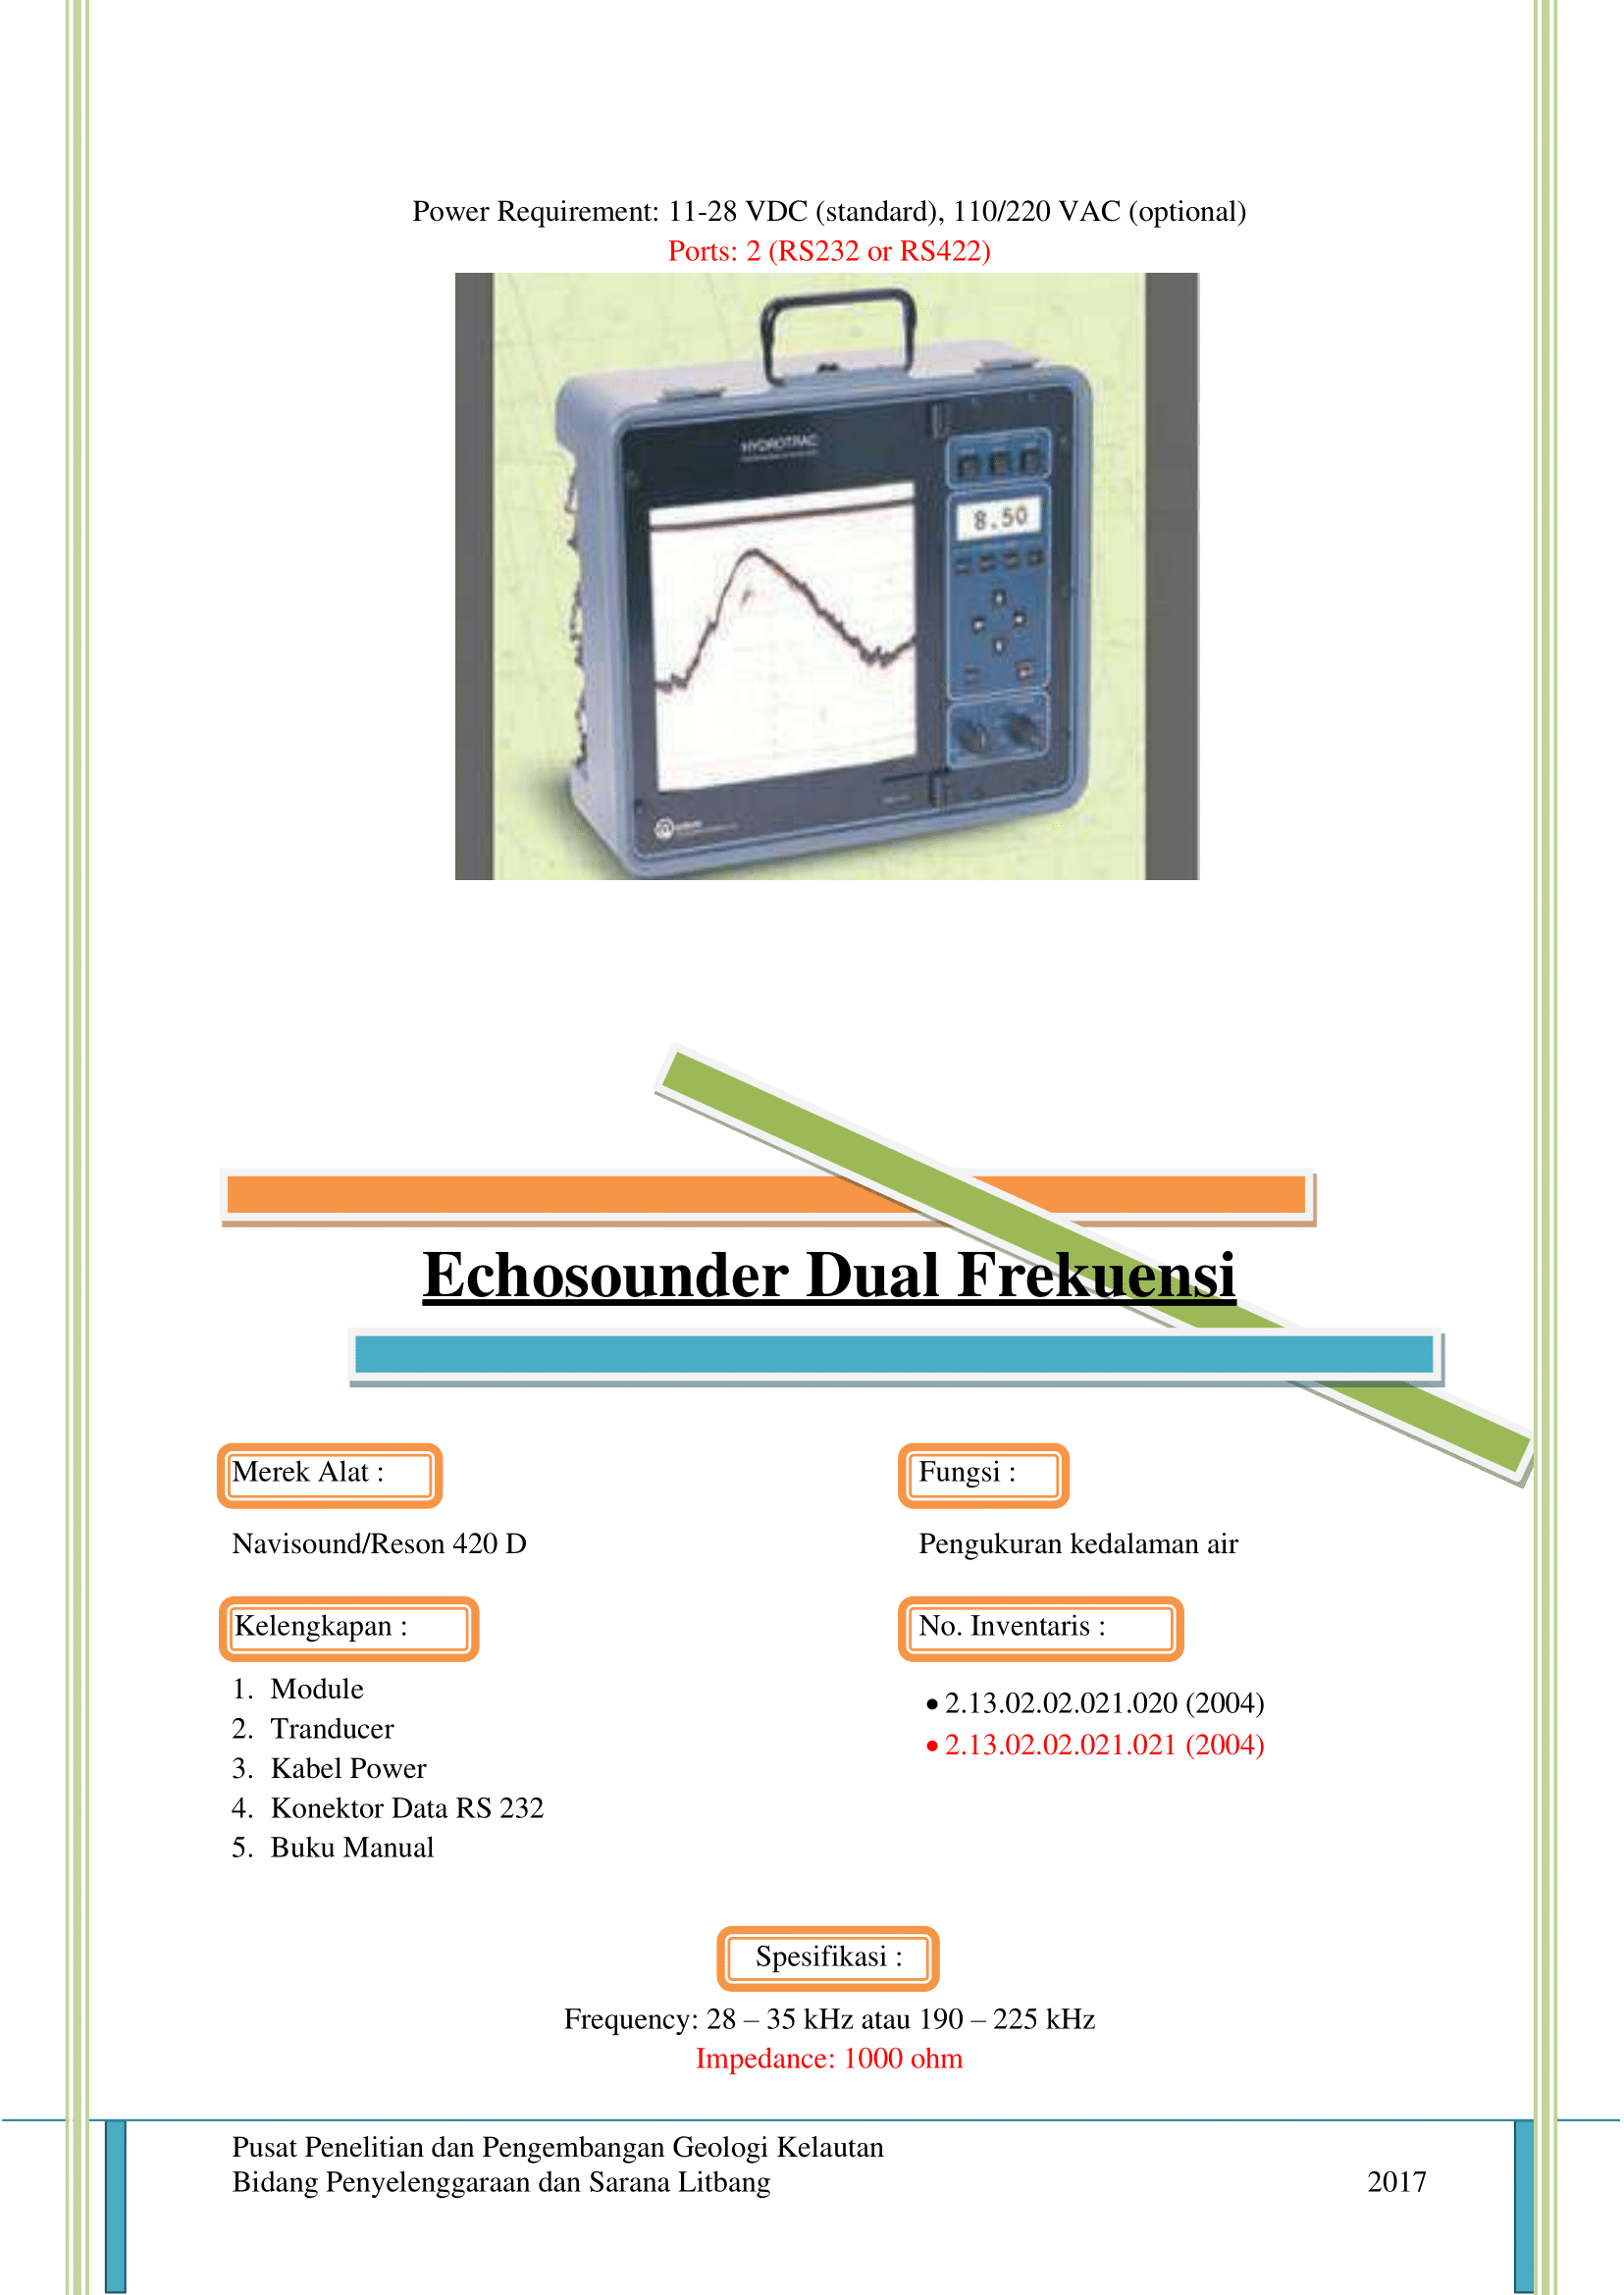 Power Requirement: 11-28 VDC (standard), 110/220 VAC (optional)
Ports: 2 (RS232 or RS422)
HYDROTRAC
8.50
Echosounder Dual Frekuensi
Merek Alat :
Navisound/Reson 420 D
Kelengkapan :
1. Module
2. Tranducer
3. Kabel Power
4. Konektor Data RS 232
5. Buku Manual
Fungsi :
Pengukuran kedalaman air
No. Inventaris :
• 2.13.02.02.021.020 (2004)
• 2.13.02.02.021.021 (2004)
Spesifikasi :
Frequency: 28 – 35 kHz atau 190 – 225 kHz
Impedance: 1000 ohm
Pusat Penelitian dan Pengembangan Geologi Kelautan
Bidang Penyelenggaraan dan Sarana Litbang 2017